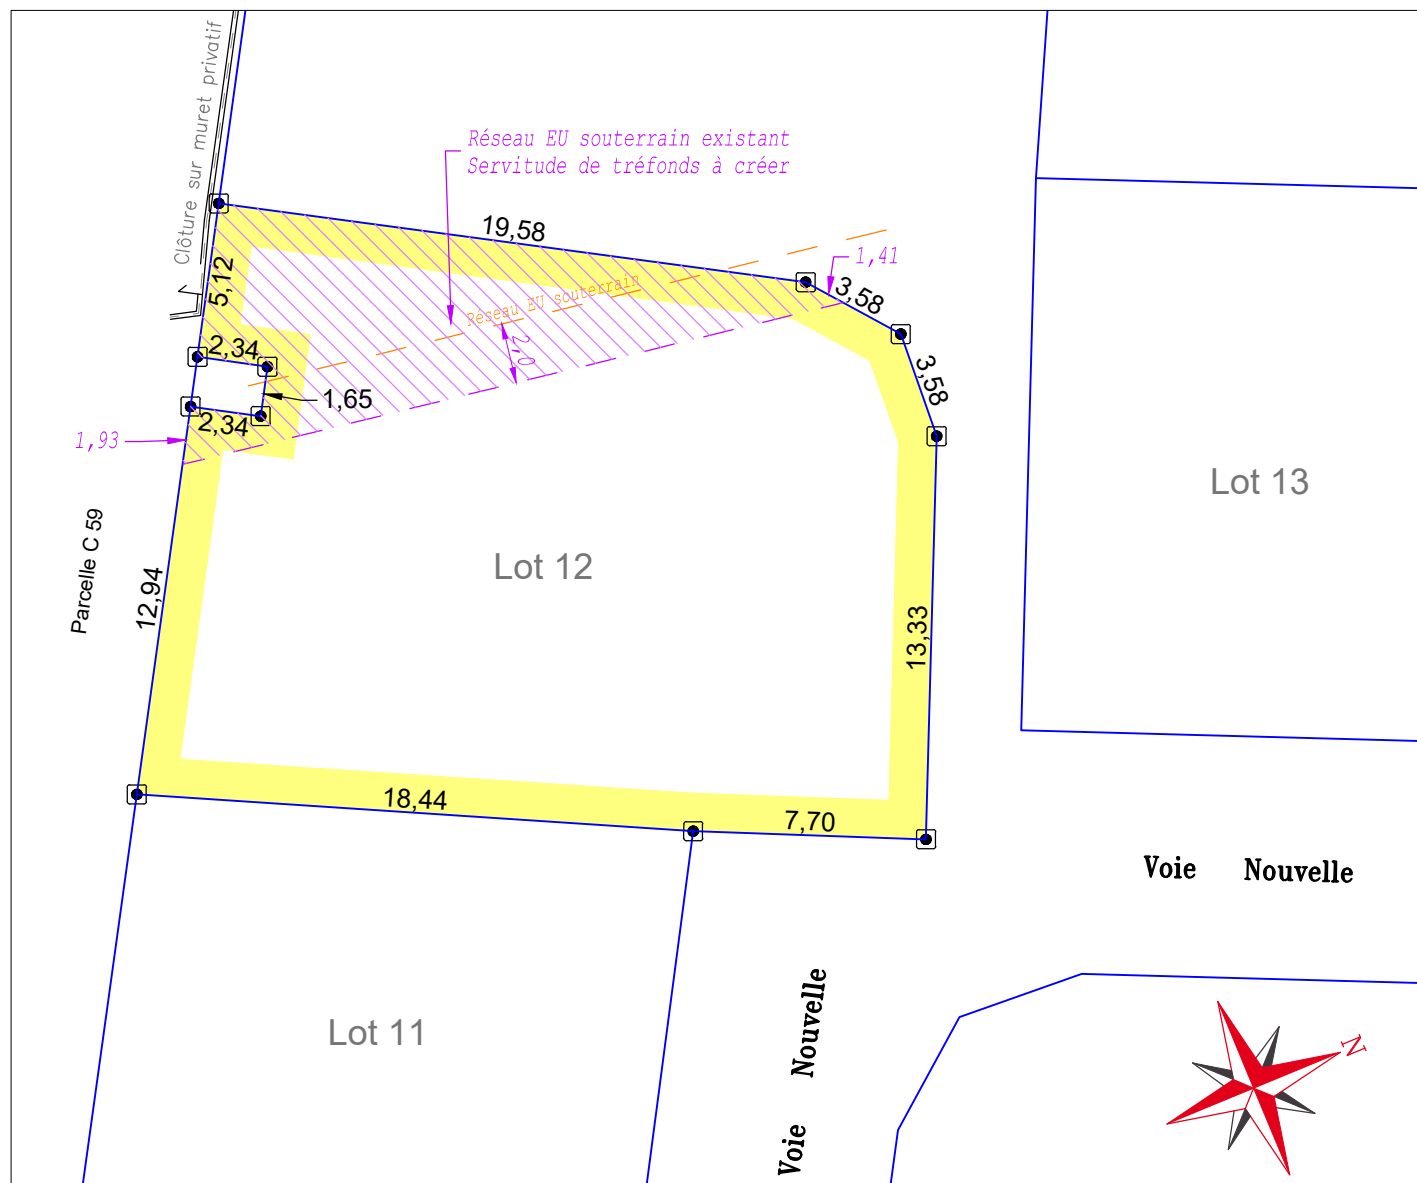 Clôture sur muret privatif
Réseau EU souterrain existant
Servitude de tréfonds à créer
19,58
1,41
3,58
Réseau EU souterrain
5,12
2,34
2,0
3,58
1,65
2,34
1,93
Lot 13
Parcelle C 59
Lot 12
12,94
13,33
18,44
7,70
Voie Nouvelle
Lot 11
Voie Nouvelle
N